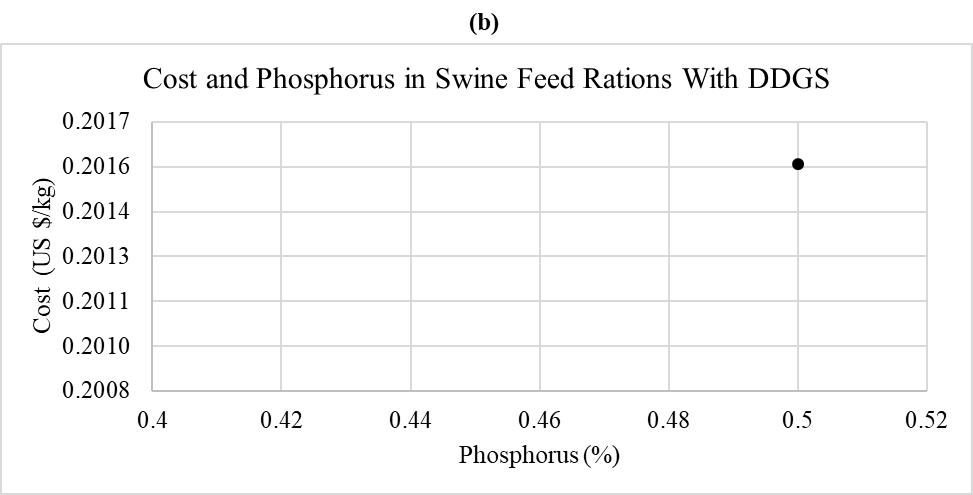 (b)
Cost and Phosphorus in Swine Feed Rations With DDGS
Cost (US $/kg)
0.2017
0.2016
0.2014
0.2013
0.2011
0.2010
0.2008
0.4 0.42 0.44 0.46 0.48 0.5 0.52
Phosphorus (%)